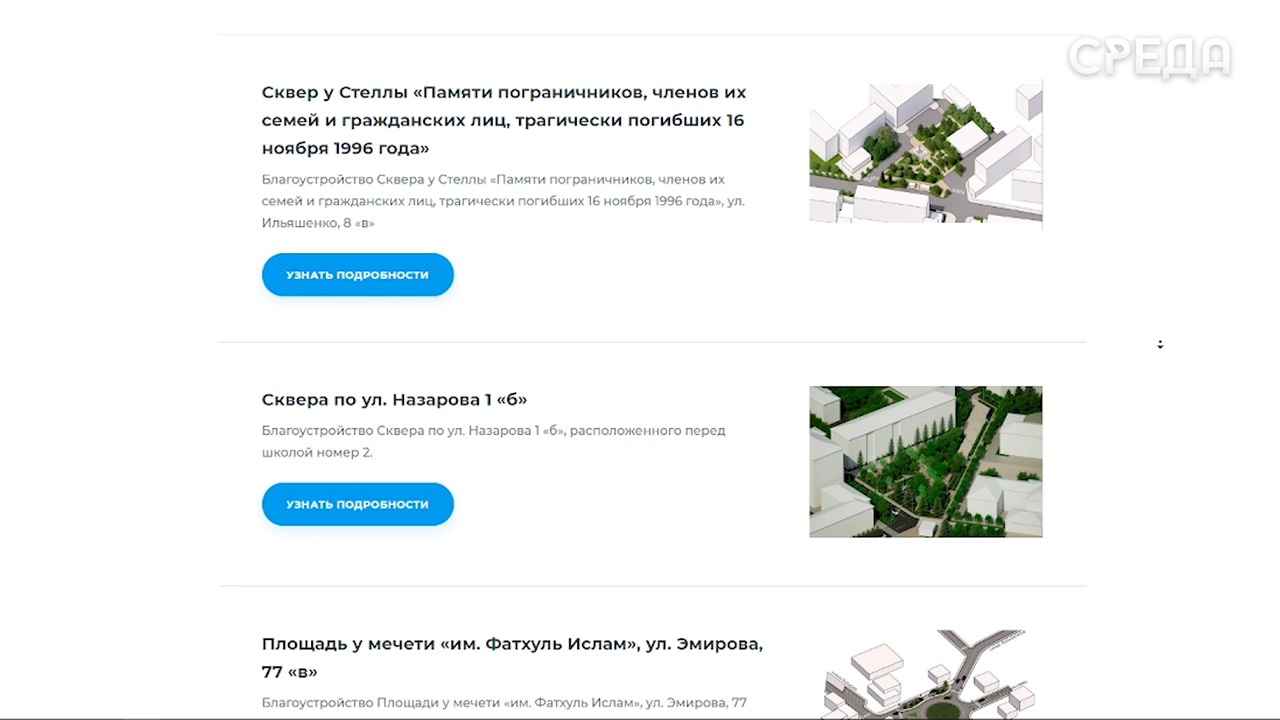 СРЕДА
Сквер у Стеллы «Памяти пограничников, членов их
семей и гражданских лиц, трагически погибших 16
ноября 1996 года»
Благоустройство Сквера у Стеллы «Памяти пограничников, членов их
семей и гражданских лиц, трагически погибших 16 ноября 1996 года», ул.
Ильяшенко, 8 «в»
УЗНАТЬ ПОДРОБНОСТИ
Сквера по ул. Назарова 1 «б»
Благоустройство Сквера по ул. Назарова 1 «б», расположенного перед
школой номер 2.
УЗНАТЬ ПОДРОБНОСТИ
Площадь у мечети «им. Фатхуль Ислам», ул. Эмирова,
77 «в»
Благоустройство Площади у мечети «им. Фатхуль Ислам», ул. Эмирова, 77